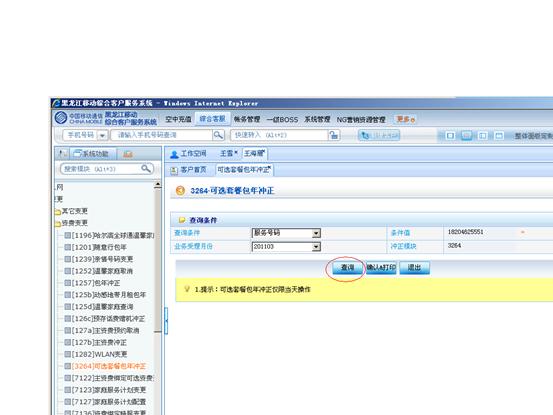 黑龙江移动综合客户服务系统 - Windows Internet Explorer
中国移动通信 CHINA MOBILE 黑龙江移动 综合客户服务系统 空中充值 综合客服 帐务管理 一级BOSS 系统管理 NG营销资源管理 更多
手机号码 请输入手机号码查询 快速转入 (Alt+2) 整体面板定制
系统功能 工作空间 王雪 王海丽
搜索模块 (Alt+3) 客户首页 可选套餐包年冲正
入网
变更
其它变更
资费变更
[1196]哈尔滨全球通温馨家庭
[1201]随意行包年
[1239]亲情号码变更
[1252]温馨家庭取消
[1257]包年冲正
[125b]动感地带月租包年
[125d]温馨家庭查询
[126c]预存话费赠机冲正
[127a]主资费预约取消
[127b]主资费冲正
[1282]WLAN变更
[3264]可选套餐包年冲正
[7122]主资费绑定可选资费
[7123]家庭服务计划变更
[7127]家庭服务计划配置
3264·可选套餐包年冲正
查询条件
查询条件 服务号码 条件值 18204625551
业务受理月份 201103 冲正模块 3264
查询 确认&打印 退出
1.提示：可选套餐包年冲正仅限当天操作